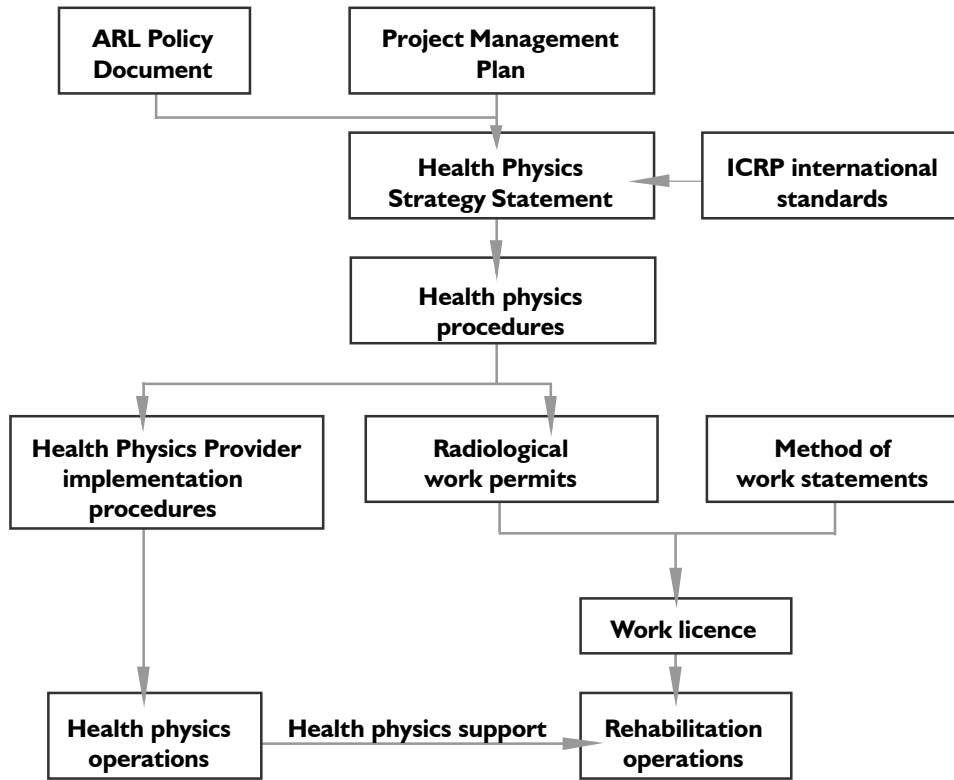 ARL Policy
Document
Project Management
Plan
Health Physics
Strategy Statement
ICRP international
standards
Health physics
procedures
Health Physics Provider
implementation
procedures
Radiological
work permits
Method of
work statements
Work licence
Health physics
operations
Health physics support
Rehabilitation
operations